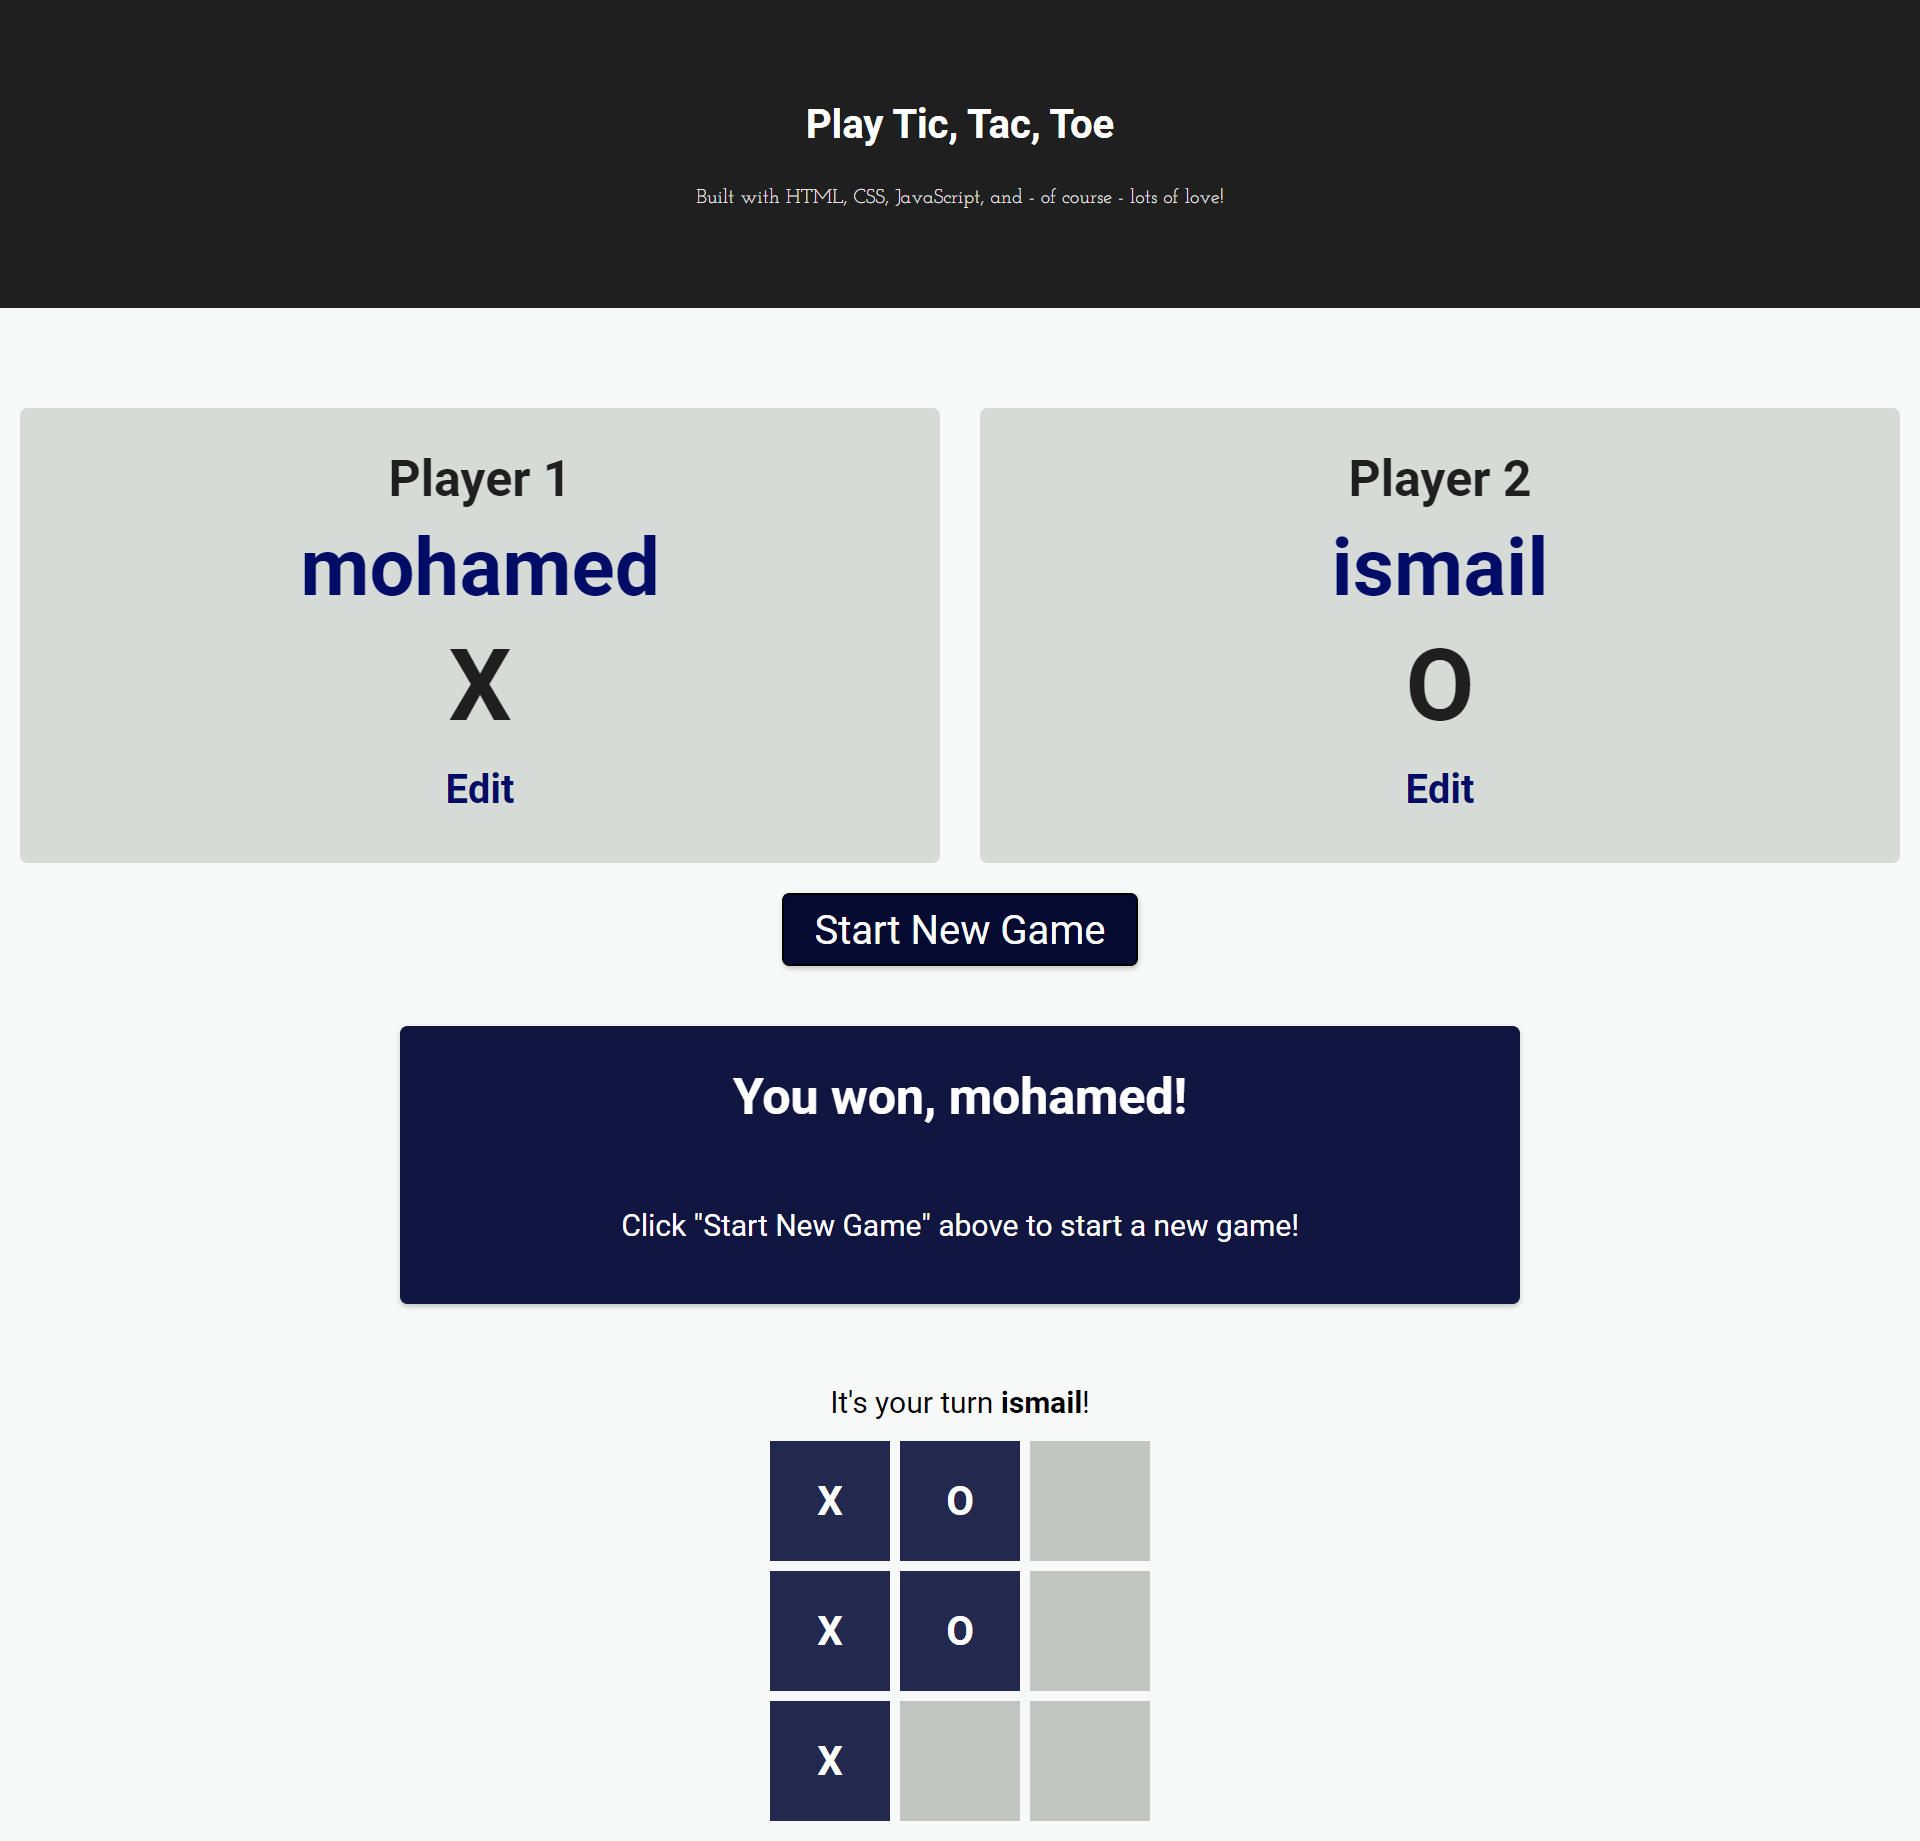 Play Tic, Tac, Toe
Built with HTML, CSS, JavaScript, and - of course - lots of love!
Player 1
mohamed
X
Edit
Player 2
ismail
O
Edit
Start New Game
You won, mohamed!
Click "Start New Game" above to start a new game!
It's your turn ismail!
X O
X O
X